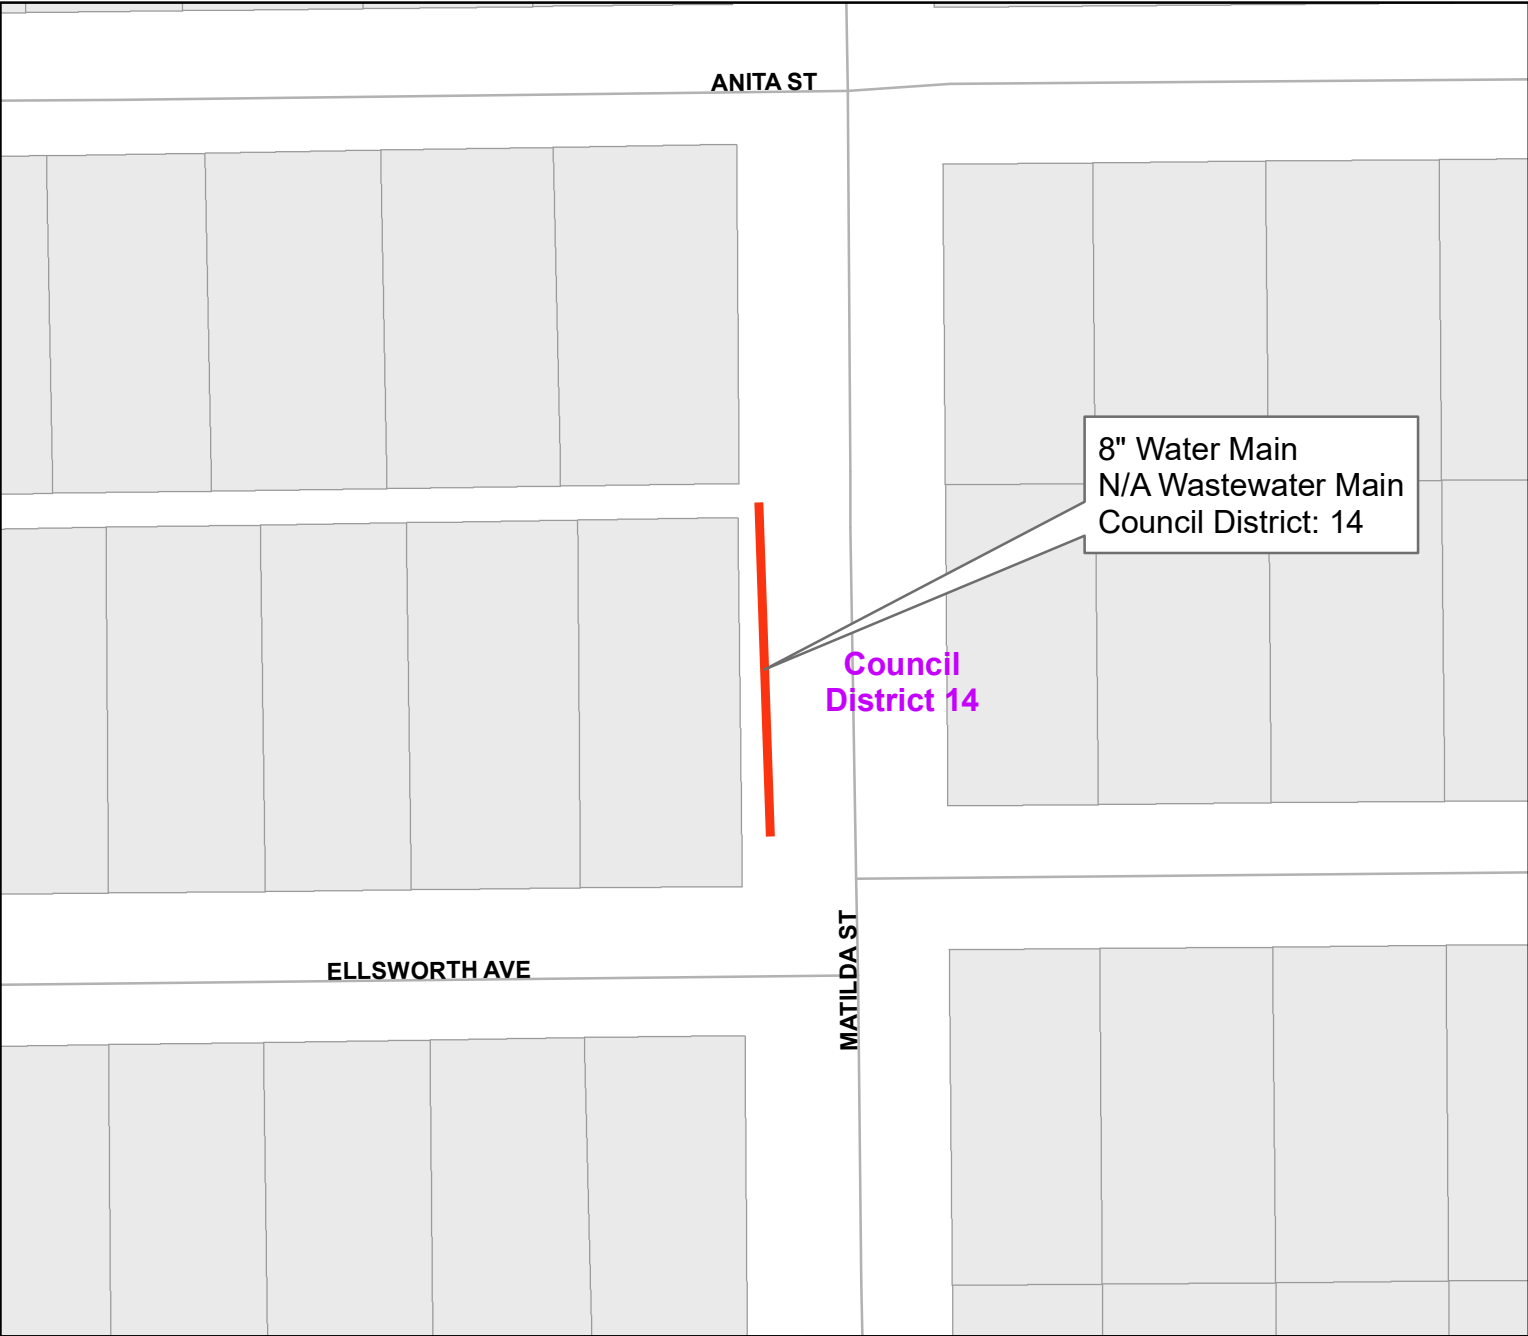 ANITA ST
8" Water Main
N/A Wastewater Main
Council District: 14
Council
District 14
MATILDA ST
ELLSWORTH AVE